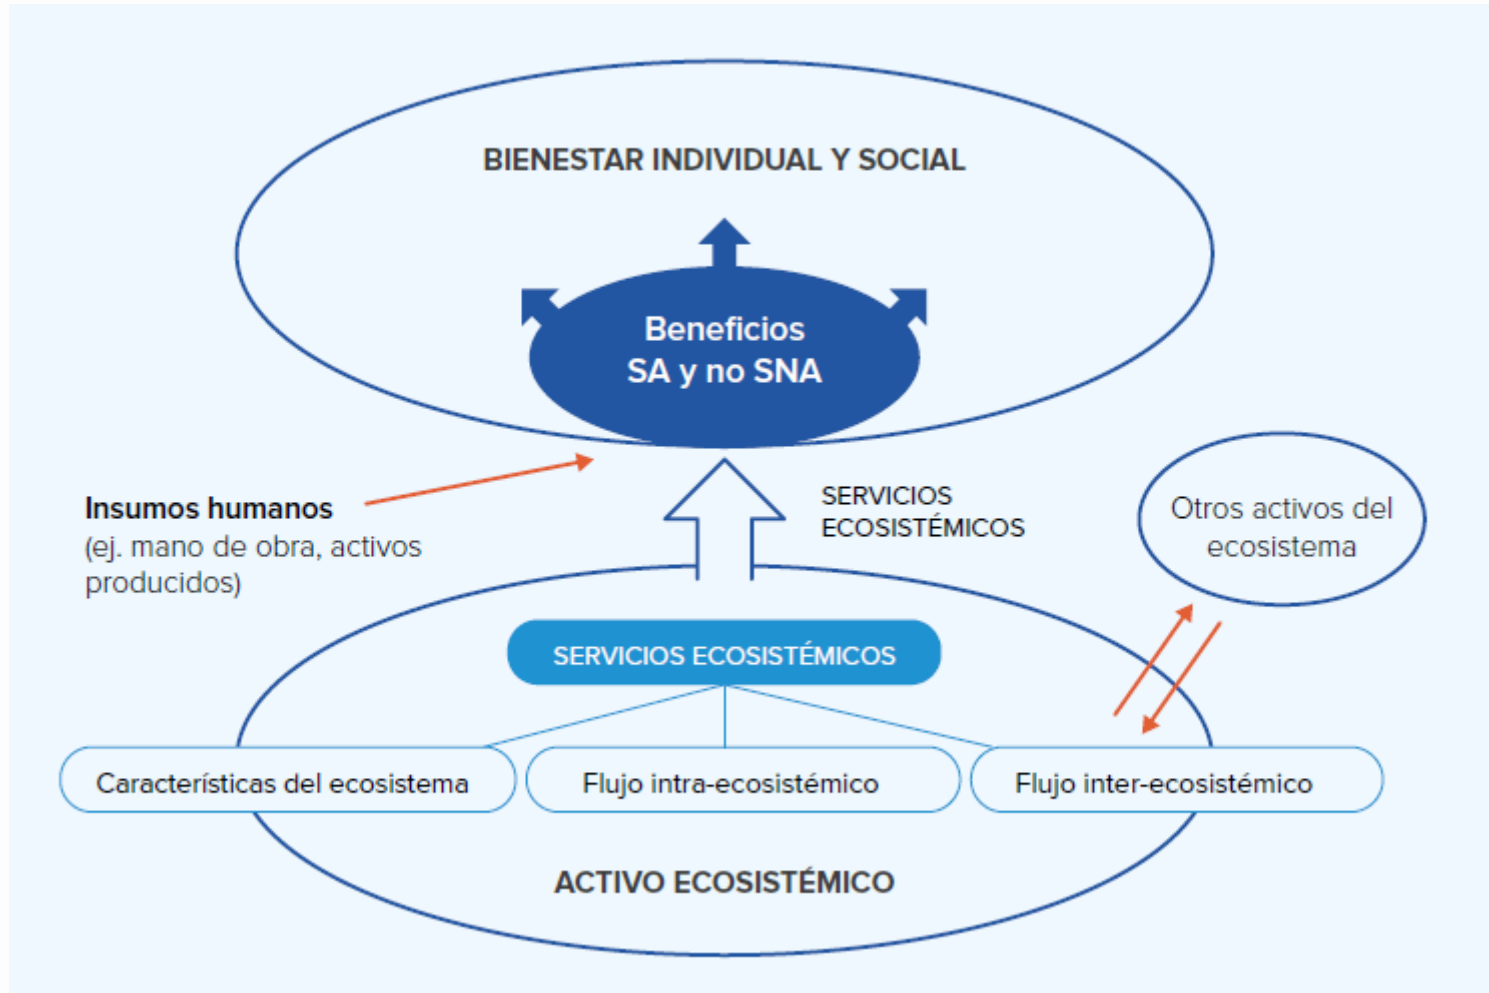 BIENESTAR INDIVIDUAL Y SOCIAL
Beneficios
SA y no SNA
Insumos humanos
(ej. mano de obra, activos
producidos)
SERVICIOS
ECOSISTÉMICOS
Otros activos del
ecosistema
SERVICIOS ECOSISTÉMICOS
Características del ecosistema
Flujo intra-ecosistémico
Flujo inter-ecosistémico
ACTIVO ECOSISTÉMICO